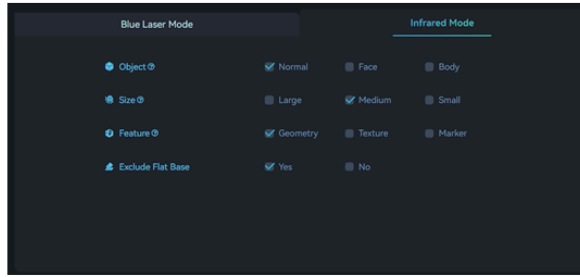 Blue Laser Mode Infrared Mode
Object ? Normal Face Body
Size ? Large Medium Small
Feature ? Geometry Texture Marker
Exclude Flat Base Yes No